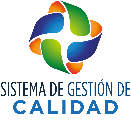 SISTEMA DE GESTIÓN DE
CALIDAD